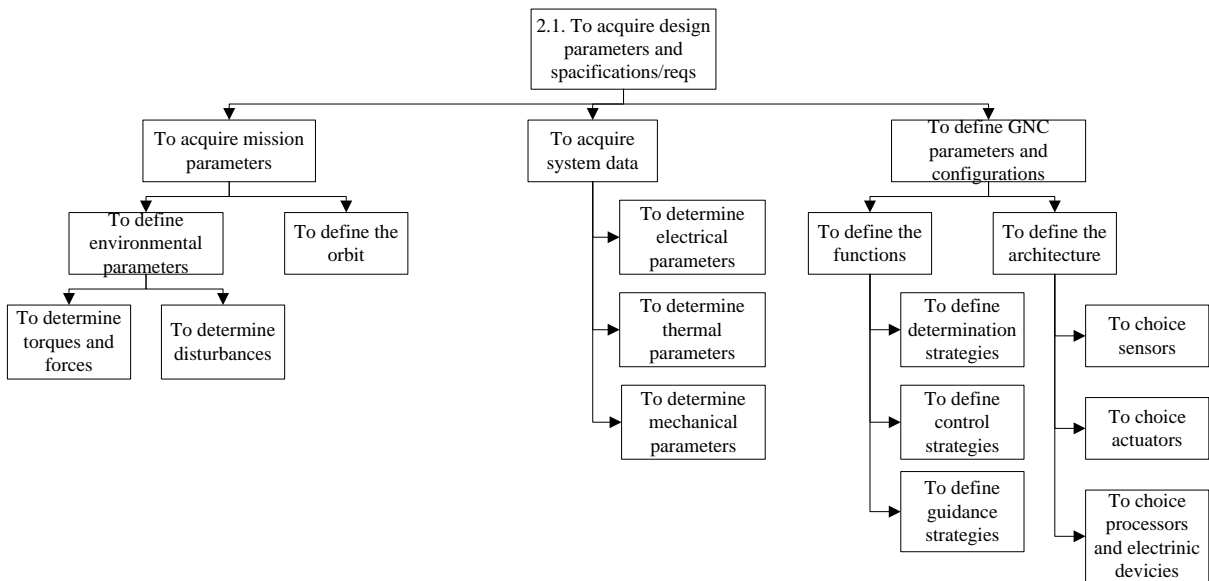 2.1. To acquire design
parameters and
spacifications/reqs
To acquire mission
parameters
To acquire
system data
To define GNC
parameters and
configurations
To define
environmental
parameters
To define the
orbit
To determine
electrical
parameters
To define the
functions
To define the
architecture
To determine
torques and
forces
To determine
disturbances
To determine
thermal
parameters
To define
determination
strategies
To choice
sensors
To determine
mechanical
parameters
To define
control
strategies
To choice
actuators
To define
guidance
strategies
To choice
processors
and electrinic
devicies